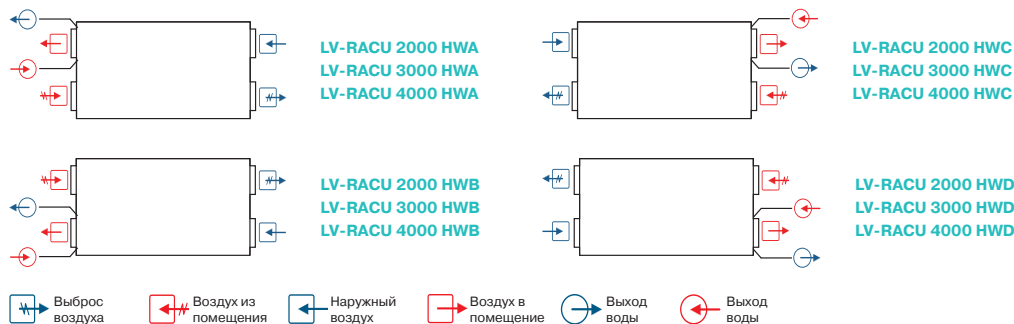 LV-RACU 2000 HWA
LV-RACU 3000 HWA
LV-RACU 4000 HWA
LV-RACU 2000 HWC
LV-RACU 3000 HWC
LV-RACU 4000 HWC
LV-RACU 2000 HWB
LV-RACU 3000 HWB
LV-RACU 4000 HWB
LV-RACU 2000 HWD
LV-RACU 3000 HWD
LV-RACU 4000 HWD
Выброс
воздуха
Воздух из
помещения
Наружный
воздух
Воздух в
помещение
Выход
воды
Выход
воды